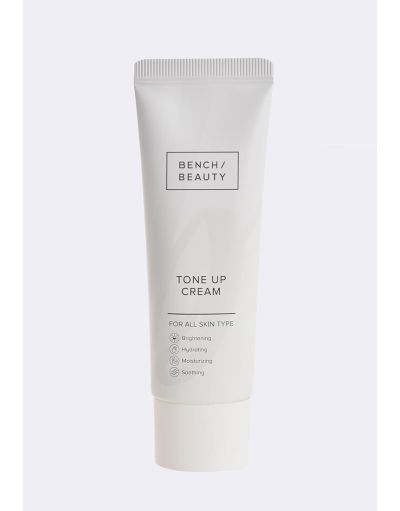 BENCH/
BEAUTY
TONE UP
CREAM
FOR ALL SKIN TYPE
Brightening
Hydrating
Moisturizing
Soothing